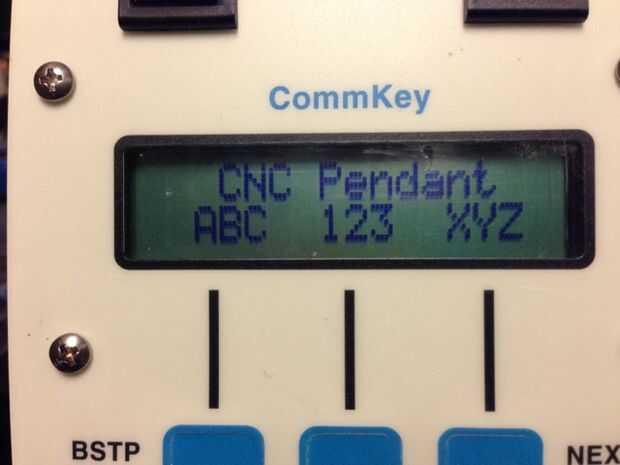 CommKey
CNC Pendant
ABC 123 XYZ
BSTP